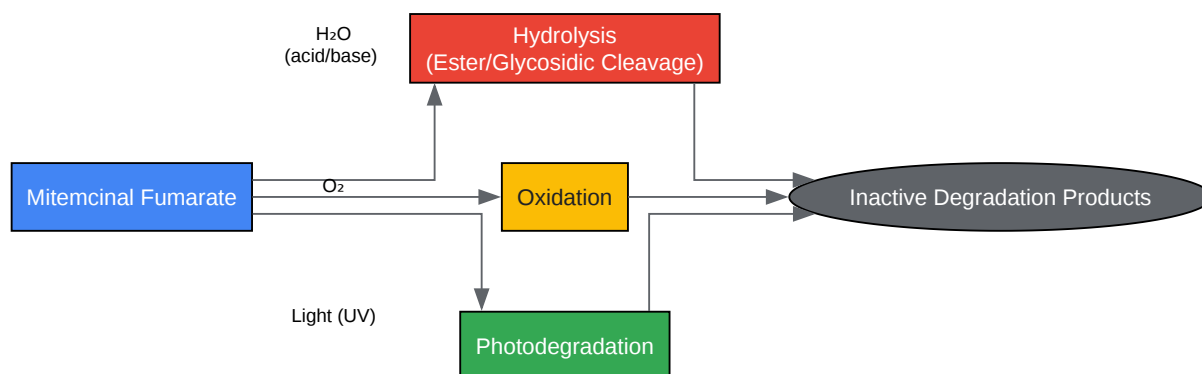 H₂O
(acid/base)
Hydrolysis
(Ester/Glycosidic Cleavage)
Mitemcinal Fumarate
O₂
Oxidation
Inactive Degradation Products
Light (UV)
Photodegradation